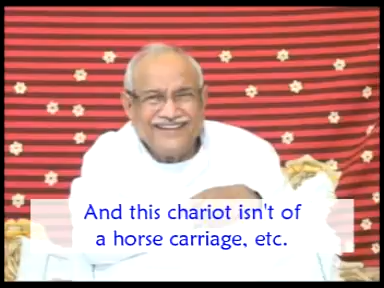 And this chariot isn't of
a horse carriage, etc.